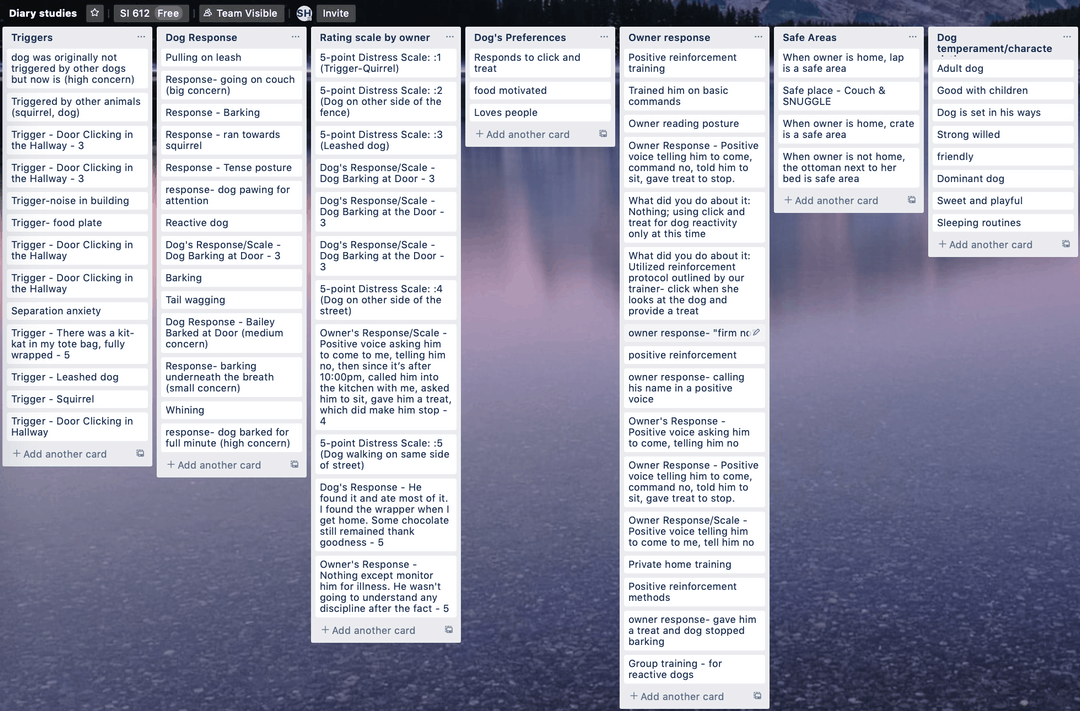 Diary studies
SI 612 Free
Team Visible
SH
Invite
Triggers
dog was originally not
triggered by other dogs
but now is (high concern)
Triggered by other animals
(squirrel, dog)
Trigger - Door Clicking in
the Hallway - 3
Trigger - Door Clicking in
the Hallway - 3
Trigger-noise in building
Trigger- food plate
Trigger - Door Clicking in
the Hallway
Trigger - Door Clicking in
the Hallway
Separation anxiety
Trigger - There was a kit-
kat in my tote bag, fully
wrapped - 5
Trigger - Leashed dog
Trigger - Squirrel
Trigger - Door Clicking in
Hallway
+ Add another card
Dog Response
Pulling on leash
Response- going on couch
(big concern)
Response - Barking
Response - ran towards
squirrel
Response - Tense posture
response- dog pawing for
attention
Reactive dog
Dog's Response/Scale -
Dog Barking at Door - 3
Barking
Tail wagging
Dog Response - Bailey
Barked at Door (medium
concern)
Response- barking
underneath the breath
(small concern)
Whining
response- dog barked for
full minute (high concern)
+ Add another card
Rating scale by owner
5-point Distress Scale: :1
(Trigger-Quirrel)
5-point Distress Scale: :2
(Dog on other side of the
fence)
5-point Distress Scale: :3
(Leashed dog)
Dog's Response/Scale -
Dog Barking at Door - 3
Dog's Response/Scale -
Dog Barking at the Door -
3
Dog's Response/Scale -
Dog Barking at the Door -
3
5-point Distress Scale: :4
(Dog on other side of the
street)
Owner's Response/Scale -
Positive voice asking him
to come to me, telling him
no, then since it's after
10:00pm, called him into
the kitchen with me, asked
him to sit, gave him a treat,
which did make him stop -
4
5-point Distress Scale: :5
(Dog walking on same side
of street)
Dog's Response - He
found it and ate most of it.
I found the wrapper when I
get home. Some chocolate
still remained thank
goodness - 5
Owner's Response -
Nothing except monitor
him for illness. He wasn't
going to understand any
discipline after the fact - 5
+ Add another card
Dog's Preferences
Responds to click and
treat
food motivated
Loves people
+ Add another card
Owner response
Positive reinforcement
training
Trained him on basic
commands
Owner reading posture
Owner Response - Positive
voice telling him to come,
command no, told him to
sit, gave treat to stop.
What did you do about it:
Nothing; using click and
treat for dog reactivity
only at this time
What did you do about it:
Utilized reinforcement
protocol outlined by our
trainer- click when she
looks at the dog and
provide a treat
owner response- "firm no
positive reinforcement
owner response- calling
his name in a positive
voice
Owner's Response -
Positive voice asking him
to come, telling him no
Owner Response - Positive
voice telling him to come,
command no, told him to
sit, gave treat to stop.
Owner Response/Scale -
Positive voice telling him
to come to me, tell him no
Private home training
Positive reinforcement
methods
owner response- gave him
a treat and dog stopped
barking
Group training - for
reactive dogs
+ Add another card
Safe Areas
When owner is home, lap
is a safe area
Safe place - Couch &
SNUGGLE
When owner is home, crate
is a safe area
When owner is not home,
the ottoman next to her
bed is safe area
+ Add another card
Dog
temperament/characte
Adult dog
Good with children
Dog is set in his ways
Strong willed
friendly
Dominant dog
Sweet and playful
Sleeping routines
+ Add another card